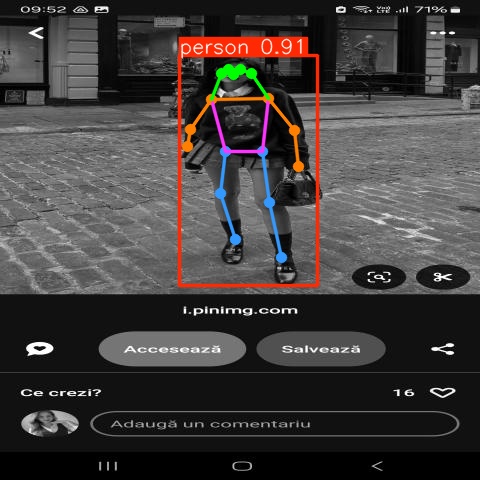 09:52 71%
person 0.91
i.pinimg.com
Accesează Salvează
Ce crezi? 16
Adaugă un comentariu